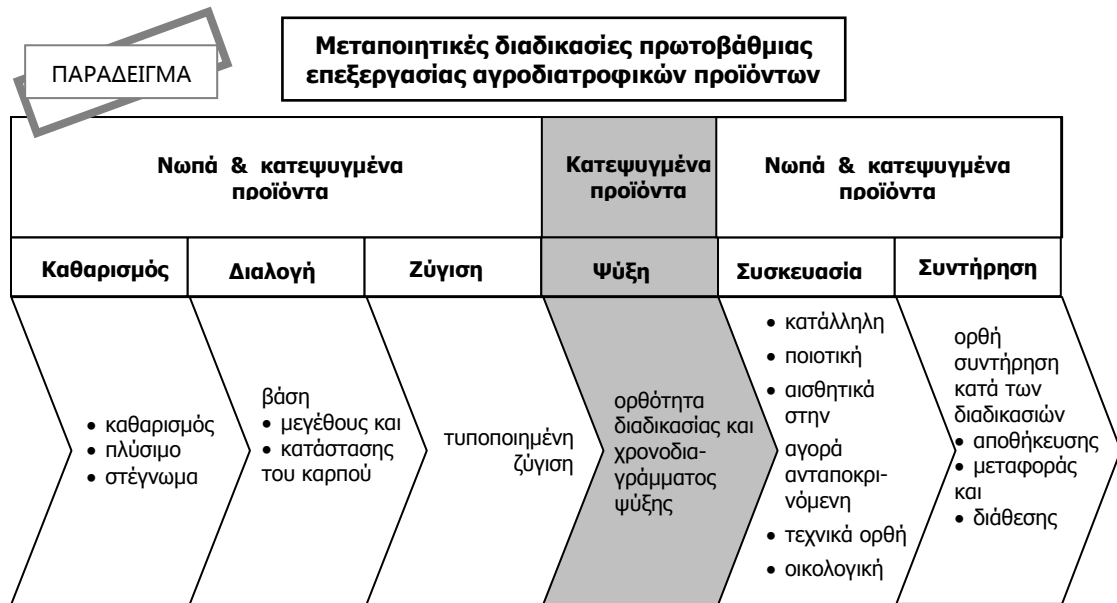 ΠΑΡΑΔΕΙΓΜΑ
Μεταποιητικές διαδικασίες πρωτοβάθμιας
επεξεργασίας αγροδιατροφικών προϊόντων
Νωπά & κατεψυγμένα
προϊόντα
Κατεψυγμένα
προϊόντα
Νωπά & κατεψυγμένα
προϊόντα
Καθαρισμός
Διαλογή
Ζύγιση
Ψύξη
Συσκευασία
Συντήρηση
• καθαρισμός
• πλύσιμο
• στέγνωμα
βάση
• μεγέθους και
• κατάστασης
του καρπού
τυποποιημένη
ζύγιση
ορθότητα
διαδικασίας και
χρονοδια-
γράμματος
ψύξης
• κατάλληλη
• ποιοτική
• αισθητικά
στην
αγορά
ανταποκρι-
νόμενη
• τεχνικά ορθή
• οικολογική
ορθή
συντήρηση
κατά των
διαδικασιών
• αποθήκευσης
• μεταφοράς
και
• διάθεσης